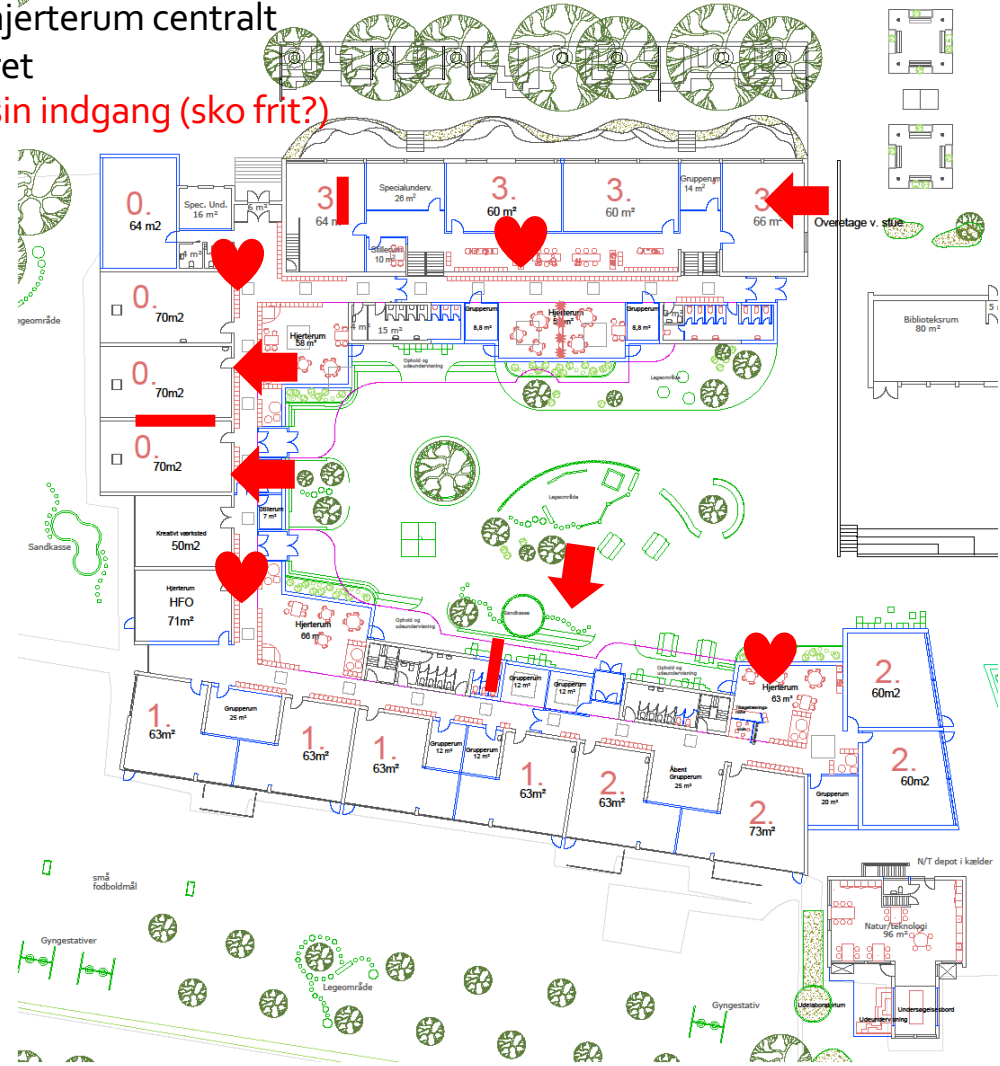 jerterum centralt
ret
sin indgang (sko frit?)
0.
64 m2
Spec. Und.
16 m²
6 m²
3.
64 m
Specialunderv.
26 m²
3.
60 m²
3.
60 m²
Grupperum
14 m²
3
66 m²
Overetage v. stue
Stillerum
10 m²
4 m²
0.
70m2
egeområde
Hjerterum
58 m²
4 m²
15 m²
Grupperum
8,8 m²
Hjerterum
Grupperum
8,8 m²
Biblioteksrum
80 m²
0.
70m2
Ophold og
udeundervisning
Legeområde
0.
70m2
Legeområde
Stillerum
7 m²
Kreativt værksted
50m2
Sandkasse
Hjerterum
HFO
71m²
Hjerterum
66 m
Ophold og
udeundervisning
Sandkasse
Grupperum
12 m²
Grupperum
12 m²
Ophold og
udeundervisning
Hjerterum
63 m²
2.
60m2
1.
63m²
Grupperum
25 m²
1.
63m²
1.
63m²
Grupperum
12 m²
Grupperum
12 m²
1.
63m²
2.
63m²
Åbent
Grupperum
25 m²
2.
73m²
Grupperum
20 m²
2.
60m2
N/T depot i kælder
små
fodboldmål
Natur/teknologi
96 m²
Gyngestativer
Legeområde
Gyngestativ
Udelaboratorium
Udeundervisning
Undersøgelsesbord